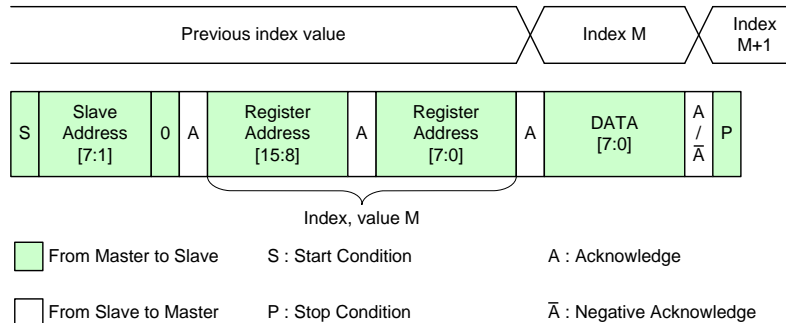 Previous index value
Index M
Index
M+1
S
Slave
Address
[7:1]
0
A
Register
Address
[15:8]
A
Register
Address
[7:0]
A
DATA
[7:0]
A
/
A̅
P
Index, value M
From Master to Slave
S : Start Condition
A : Acknowledge
From Slave to Master
P : Stop Condition
A̅ : Negative Acknowledge